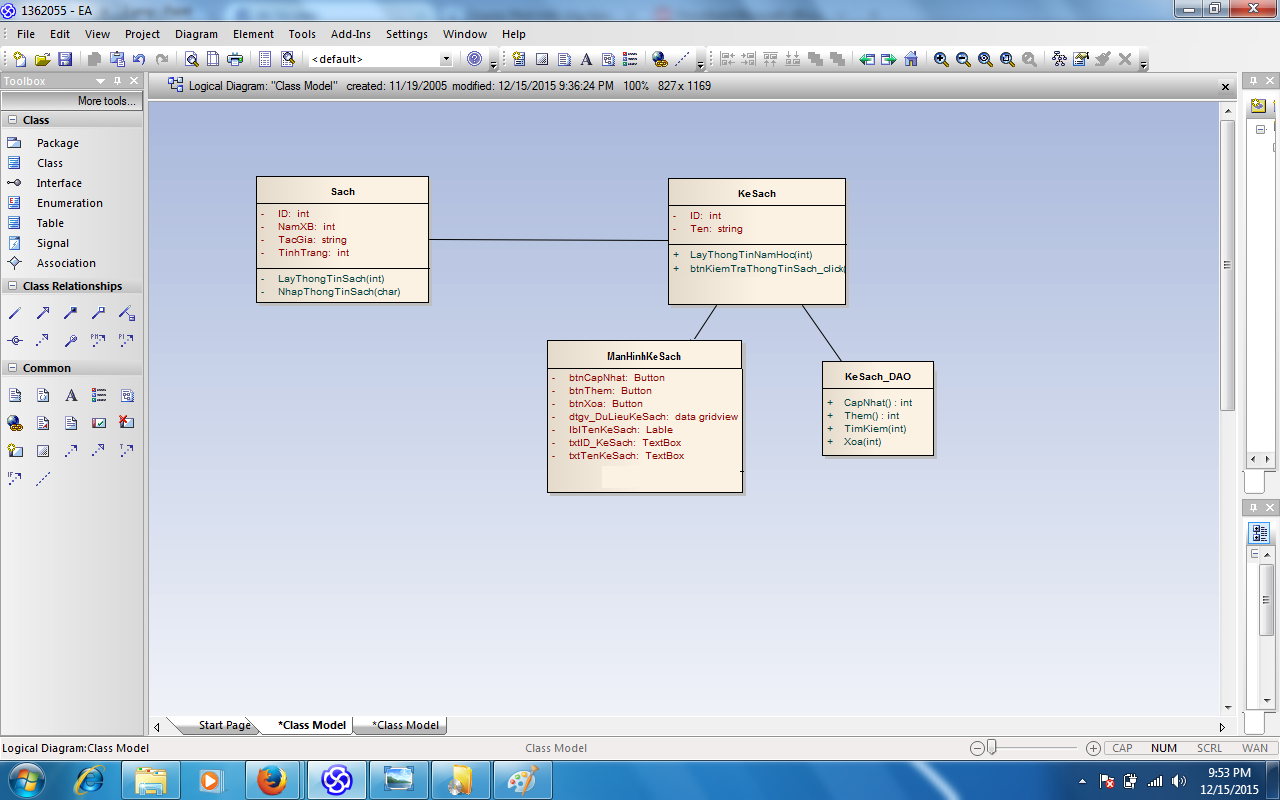 1362055 - EA
File Edit View Project Diagram Element Tools Add-Ins Settings Window Help
<default>
Toolbox
More tools...
Class
Package
Class
Interface
Enumeration
Table
Signal
Association
Class Relationships
Common
Logical Diagram: "Class Model" created: 11/19/2005 modified: 12/15/2015 9:36:24 PM 100% 827 x 1169
Sach
- ID: int
- NamXB: int
- TacGia: string
- TinhTrang: int
- LayThongTinSach(int)
- NhapThongTinSach(char)
KeSach
- ID: int
- Ten: string
+ LayThongTinNamHoc(int)
+ btnKiemTraThongTinSach_click(
ManHinhKeSach
- btnCapNhat: Button
- btnThem: Button
- btnXoa: Button
- dtgv_DuLieuKeSach: data gridview
- lblTenKeSach: Lable
- txtID_KeSach: TextBox
- txtTenKeSach: TextBox
KeSach_DAO
+ CapNhat() : int
+ Them() : int
+ TimKiem(int)
+ Xoa(int)
Start Page *Class Model *Class Model
Logical Diagram:Class Model Class Model CAP NUM SCRL WAN
9:53 PM
12/15/2015